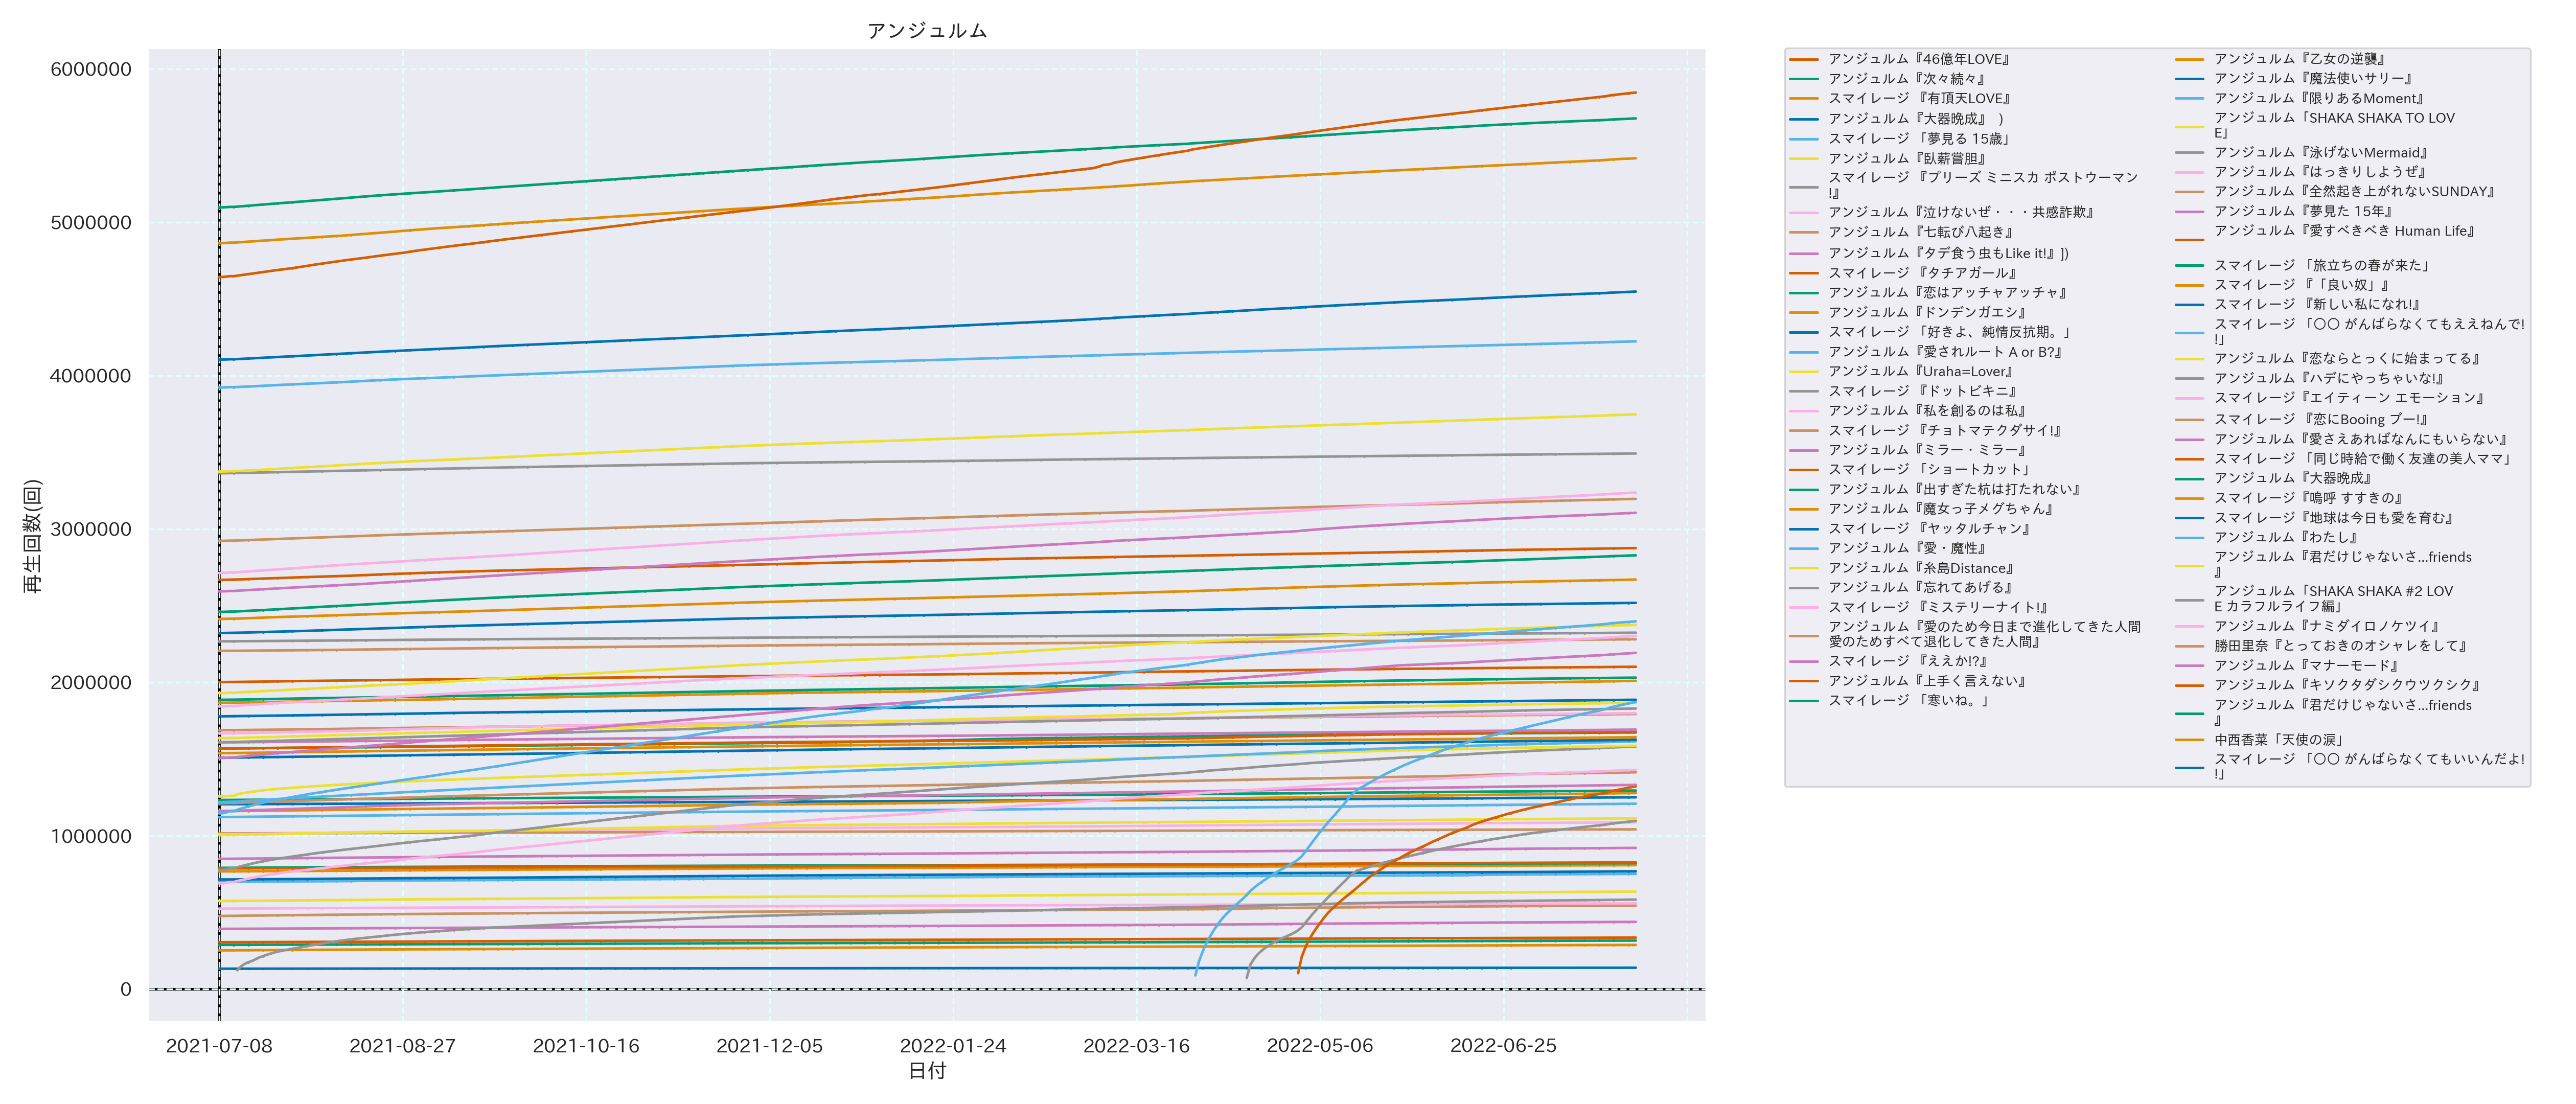 アンジュルム
6000000
5000000
4000000
3000000
2000000
1000000
0
再生回数(回)
2021-07-08
2021-08-27
2021-10-16
2021-12-05
2022-01-24
2022-03-16
2022-05-06
2022-06-25
日付
アンジュルム『46億年LOVE』
アンジュルム『次々続々』
スマイレージ 『有頂天LOVE』
アンジュルム『大器晩成』 )
スマイレージ 「夢見る 15歳」
アンジュルム『臥薪嘗胆』
スマイレージ 『プリーズ ミニスカ ポストウーマン
!』
アンジュルム『泣けないぜ・・・共感詐欺』
アンジュルム『七転び八起き』
アンジュルム『タデ食う虫もLike it!』])
スマイレージ 『タチアガール』
アンジュルム『恋はアッチャアッチャ』
アンジュルム『ドンデンガエシ』
スマイレージ 「好きよ、純情反抗期。」
アンジュルム『愛されルート A or B?』
アンジュルム『Uraha=Lover』
スマイレージ 『ドットビキニ』
アンジュルム『私を創るのは私』
スマイレージ 『チョトマテクダサイ!』
アンジュルム『ミラー・ミラー』
スマイレージ 「ショートカット」
アンジュルム『出すぎた杭は打たれない』
アンジュルム『魔女っ子メグちゃん』
スマイレージ 『ヤッタルチャン』
アンジュルム『愛・魔性』
アンジュルム『糸島Distance』
アンジュルム『忘れてあげる』
スマイレージ 『ミステリーナイト!』
アンジュルム『愛のため今日まで進化してきた人間
愛のためすべて退化してきた人間』
スマイレージ 『ええか!?』
アンジュルム『上手く言えない』
スマイレージ 「寒いね。」
アンジュルム『乙女の逆襲』
アンジュルム『魔法使いサリー』
アンジュルム『限りあるMoment』
アンジュルム「SHAKA SHAKA TO LOV
E」
アンジュルム『泳げないMermaid』
アンジュルム『はっきりしようぜ』
アンジュルム『全然起き上がれないSUNDAY』
アンジュルム『夢見た 15年』
アンジュルム『愛すべきべき Human Life』
スマイレージ 「旅立ちの春が来た」
スマイレージ 『「良い奴」』
スマイレージ 『新しい私になれ!』
スマイレージ 「〇〇 がんばらなくてもええねんで!
!」
アンジュルム『恋ならとっくに始まってる』
アンジュルム『ハデにやっちゃいな!』
スマイレージ 『エイティーン エモーション』
スマイレージ 『恋にBooing ブー!』
アンジュルム『愛さえあればなんにもいらない』
スマイレージ 「同じ時給で働く友達の美人ママ」
アンジュルム『大器晩成』
スマイレージ『嗚呼 すすきの』
スマイレージ『地球は今日も愛を育む』
アンジュルム『わたし』
アンジュルム『君だけじゃないさ...friends
』
アンジュルム「SHAKA SHAKA #2 LOV
E カラフルライフ編」
アンジュルム『ナミダイロノケツイ』
勝田里奈『とっておきのオシャレをして』
アンジュルム『マナーモード』
アンジュルム『キソクタダシクウツクシク』
アンジュルム『君だけじゃないさ...friends
』
中西香菜「天使の涙」
スマイレージ 「〇〇 がんばらなくてもいいんだよ!
!」